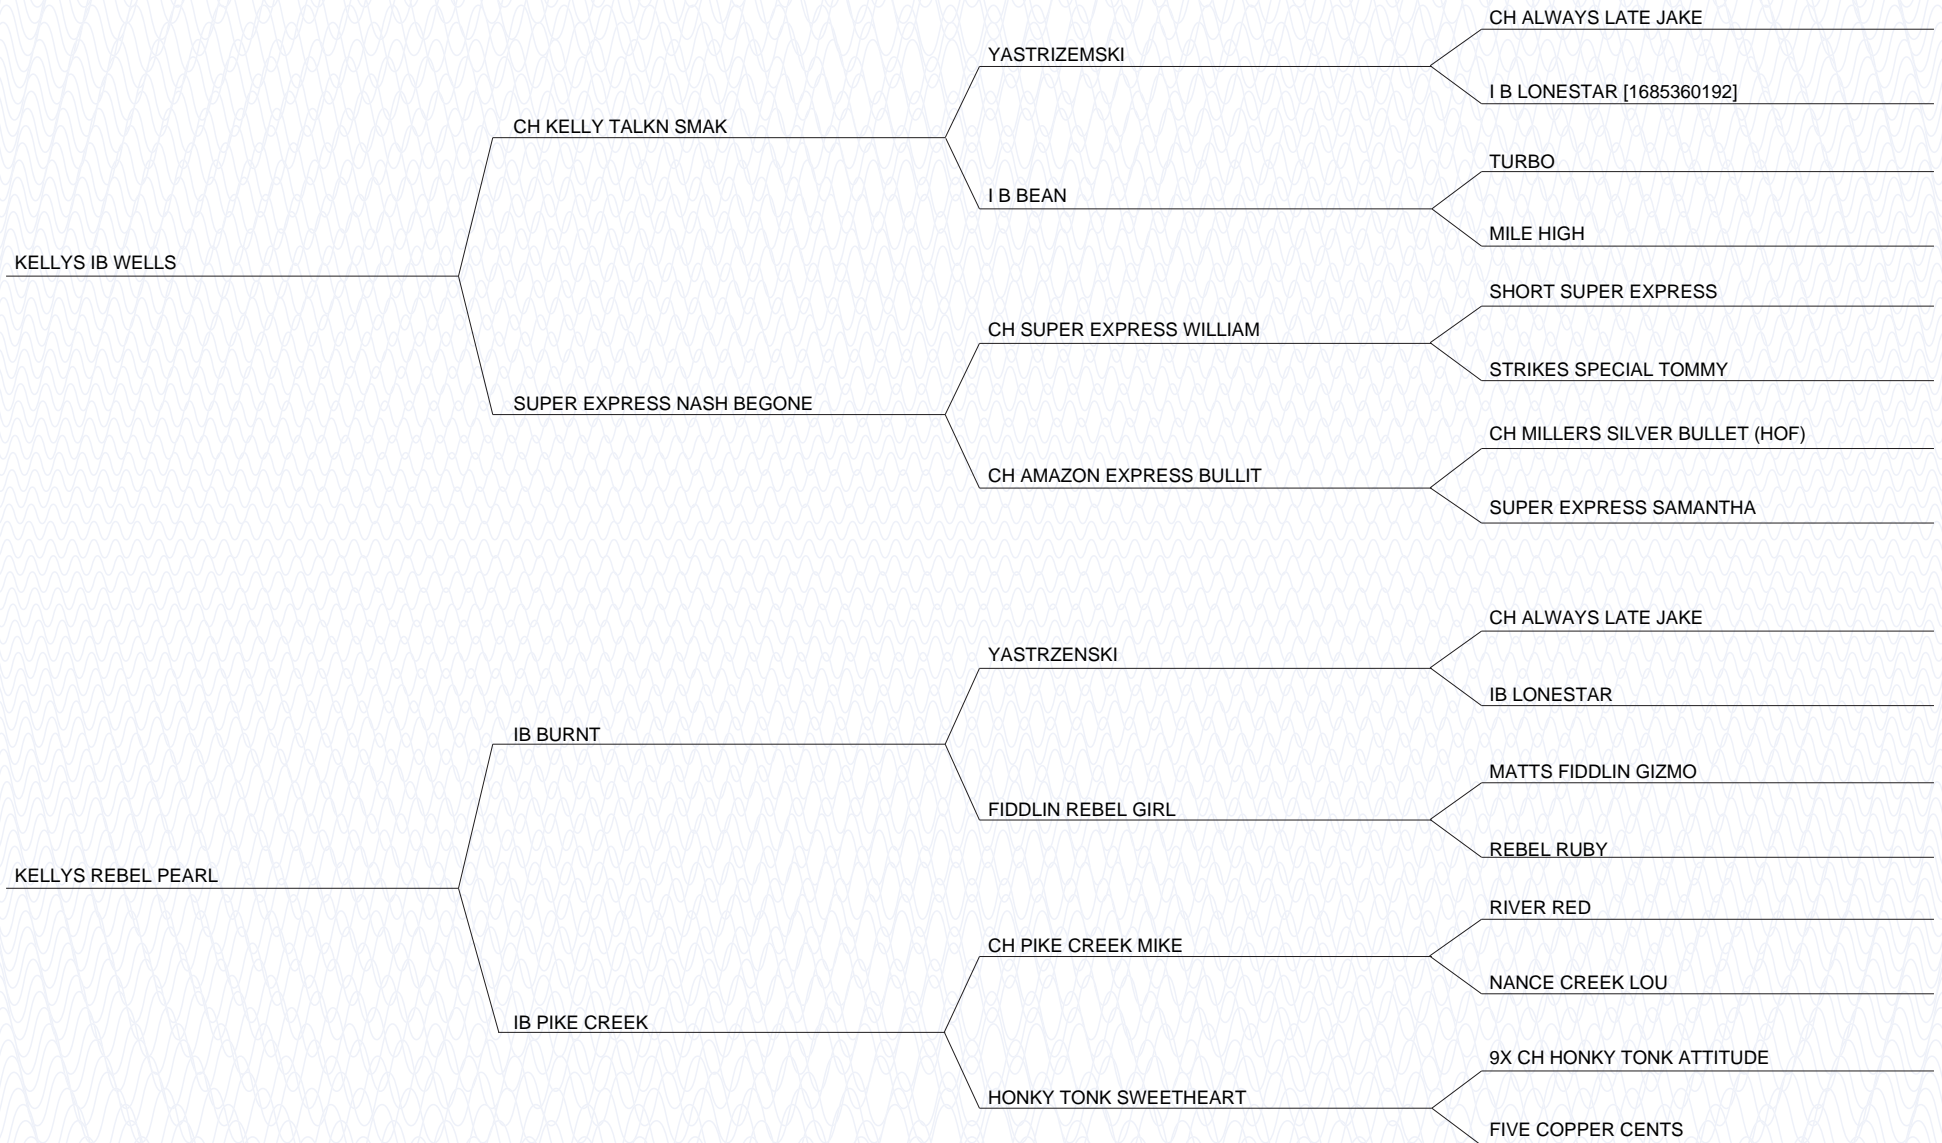 CH ALWAYS LATE JAKE
YASTRIZEMSKI
I B LONESTAR [1685360192]
CH KELLY TALKN SMAK
TURBO
I B BEAN
MILE HIGH
KELLYS IB WELLS
SHORT SUPER EXPRESS
CH SUPER EXPRESS WILLIAM
STRIKES SPECIAL TOMMY
SUPER EXPRESS NASH BEGONE
CH MILLERS SILVER BULLET (HOF)
CH AMAZON EXPRESS BULLIT
SUPER EXPRESS SAMANTHA
CH ALWAYS LATE JAKE
YASTRZENSKI
IB LONESTAR
IB BURNT
MATTS FIDDLIN GIZMO
FIDDLIN REBEL GIRL
REBEL RUBY
KELLYS REBEL PEARL
RIVER RED
CH PIKE CREEK MIKE
NANCE CREEK LOU
IB PIKE CREEK
9X CH HONKY TONK ATTITUDE
HONKY TONK SWEETHEART
FIVE COPPER CENTS